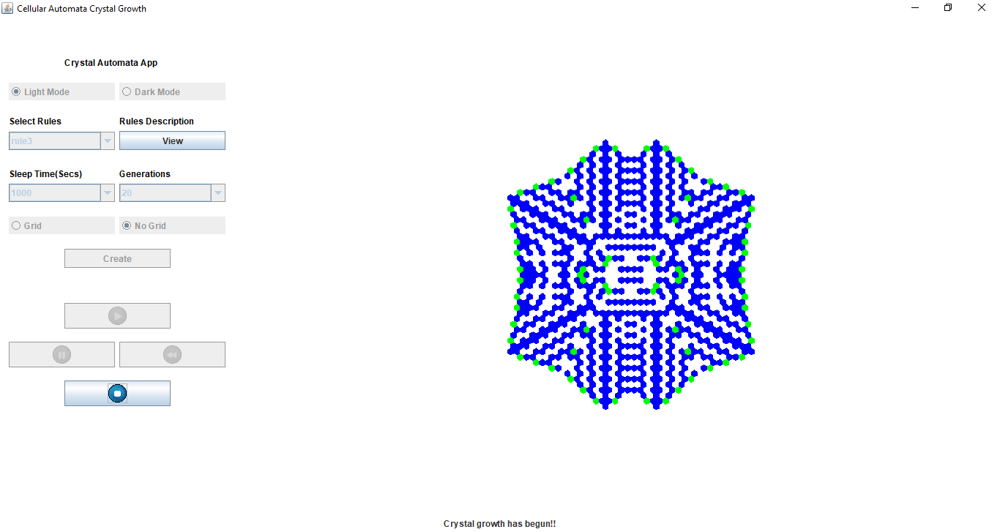 Cellular Automata Crystal Growth
Crystal Automata App
Light Mode Dark Mode
Select Rules Rules Description
rule3 View
Sleep Time(Secs) Generations
1000 20
Grid No Grid
Create
Crystal growth has begun!!